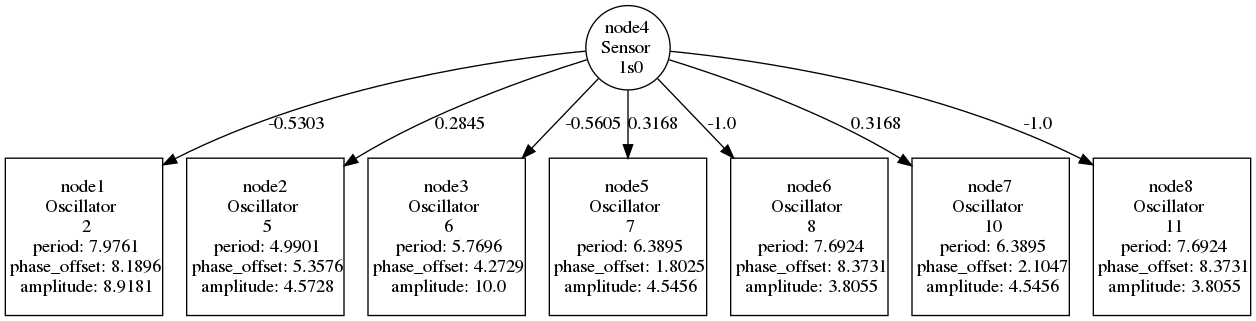 node4
Sensor
1s0
-0.5303
0.2845
-0.5605
0.3168
-1.0
0.3168
-1.0
node1
Oscillator
2
period: 7.9761
phase_offset: 8.1896
amplitude: 8.9181
node2
Oscillator
5
period: 4.9901
phase_offset: 5.3576
amplitude: 4.5728
node3
Oscillator
6
period: 5.7696
phase_offset: 4.2729
amplitude: 10.0
node5
Oscillator
7
period: 6.3895
phase_offset: 1.8025
amplitude: 4.5456
node6
Oscillator
8
period: 7.6924
phase_offset: 8.3731
amplitude: 3.8055
node7
Oscillator
10
period: 6.3895
phase_offset: 2.1047
amplitude: 4.5456
node8
Oscillator
11
period: 7.6924
phase_offset: 8.3731
amplitude: 3.8055